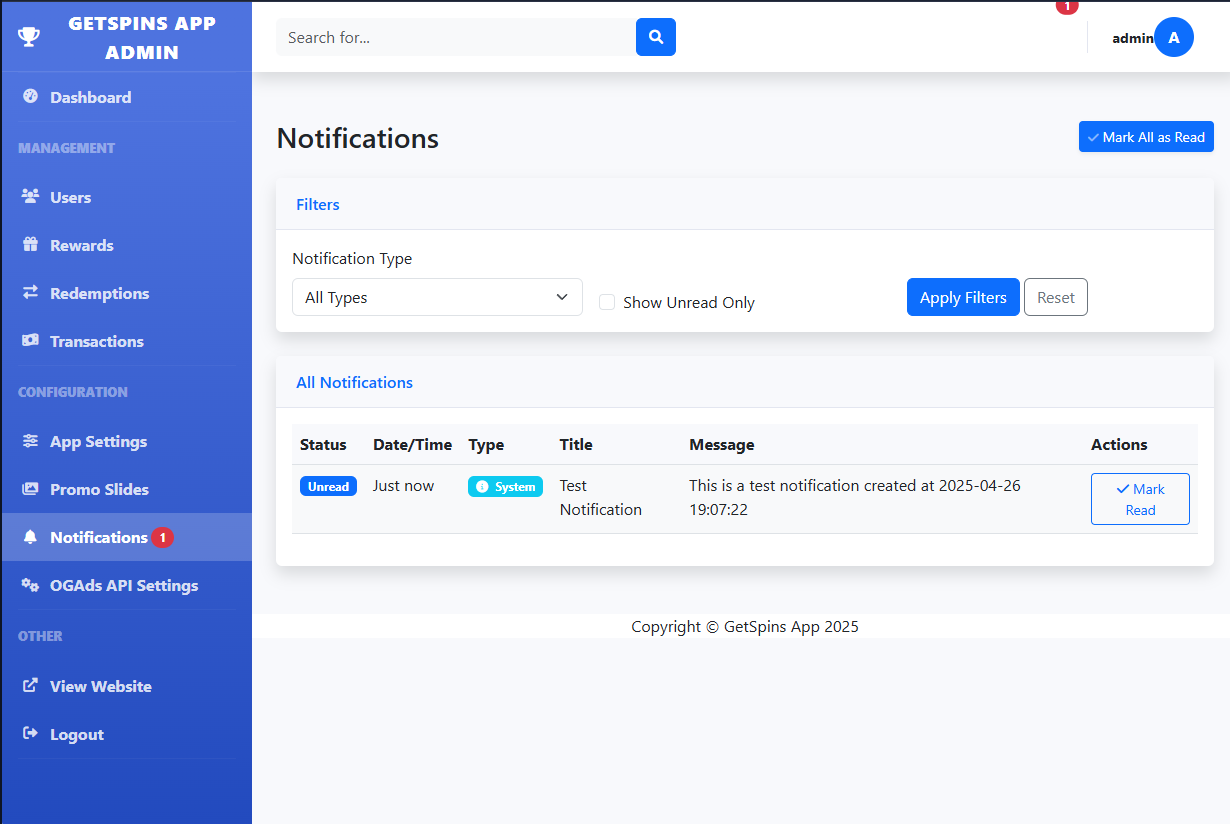 GETSPINS APP
ADMIN
Search for...
1
admin
A
Dashboard
MANAGEMENT
Users
Rewards
Redemptions
Transactions
CONFIGURATION
App Settings
Promo Slides
Notifications 1
OGAds API Settings
OTHER
View Website
Logout
Notifications
Mark All as Read
Filters
Notification Type
All Types
Show Unread Only
Apply Filters
Reset
All Notifications
Status Date/Time Type Title Message Actions
Unread Just now System Test This is a test notification created at 2025-04-26 Mark
Notification 19:07:22 Read
Copyright © GetSpins App 2025